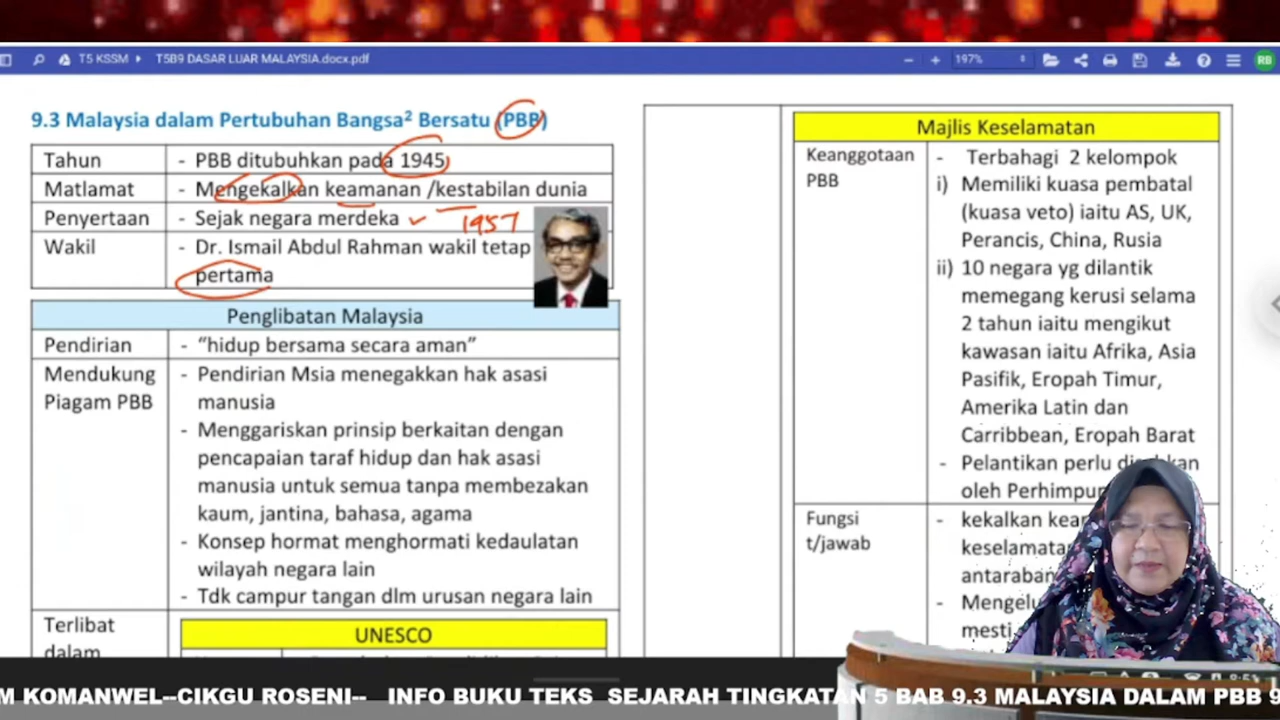 T5 KSSM
T5B9 DASAR LUAR MALAYSIA.docx.pdf
197%
RB
9.3 Malaysia dalam Pertubuhan Bangsa² Bersatu (PBB)
Tahun - PBB ditubuhkan pada 1945
Matlamat - Mengekalkan keamanan /kestabilan dunia
Penyertaan - Sejak negara merdeka 1957
Wakil - Dr. Ismail Abdul Rahman wakil tetap
pertama
Penglibatan Malaysia
Pendirian - “hidup bersama secara aman”
Mendukung - Pendirian Msia menegakkan hak asasi
Piagam PBB manusia
- Menggariskan prinsip berkaitan dengan
pencapaian taraf hidup dan hak asasi
manusia untuk semua tanpa membezakan
kaum, jantina, bahasa, agama
- Konsep hormat menghormati kedaulatan
wilayah negara lain
- Tdk campur tangan dlm urusan negara lain
Terlibat
dalam
UNESCO
Majlis Keselamatan
Keanggotaan - Terbahagi 2 kelompok
PBB i) Memiliki kuasa pembatal
(kuasa veto) iaitu AS, UK,
Perancis, China, Rusia
ii) 10 negara yg dilantik
memegang kerusi selama
2 tahun iaitu mengikut
kawasan iaitu Afrika, Asia
Pasifik, Eropah Timur,
Amerika Latin dan
Carribbean, Eropah Barat
- Pelantikan perlu
oleh
Fungsi - kekalkan
t/jawab
- 
mesti
M KOMANWEL--CIKGU ROSENI-- INFO BUKU TEKS SEJARAH TINGKATAN 5 BAB 9.3 MALAYSIA DALAM PBB 9